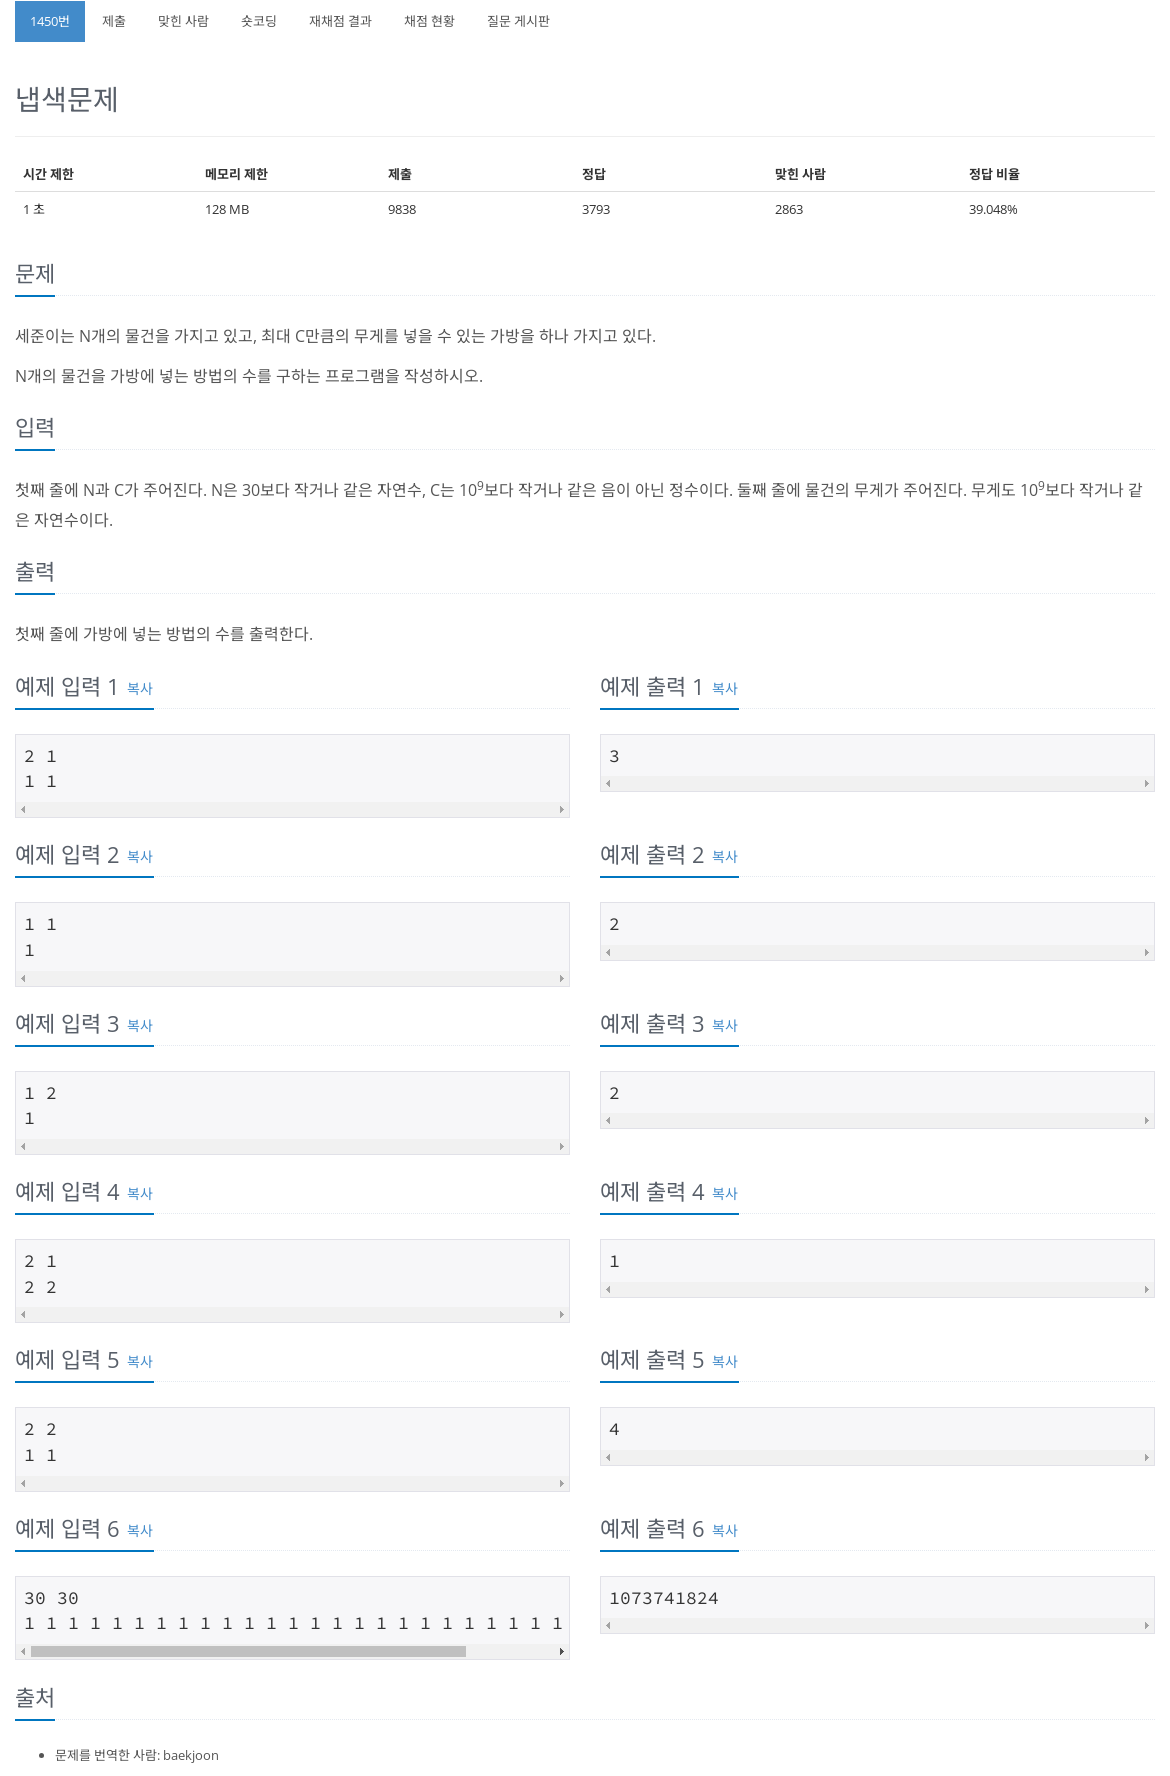 1450번 제출 맞힌 사람 숏코딩 재채점 결과 채점 현황 질문 게시판
냅색문제
시간 제한 메모리 제한 제출 정답 맞힌 사람 정답 비율
1 초 128 MB 9838 3793 2863 39.048%
문제
세준이는 N개의 물건을 가지고 있고, 최대 C만큼의 무게를 넣을 수 있는 가방을 하나 가지고 있다.
N개의 물건을 가방에 넣는 방법의 수를 구하는 프로그램을 작성하시오.
입력
첫째 줄에 N과 C가 주어진다. N은 30보다 작거나 같은 자연수, C는 10⁹보다 작거나 같은 음이 아닌 정수이다. 둘째 줄에 물건의 무게가 주어진다. 무게도 10⁹보다 작거나 같
은 자연수이다.
출력
첫째 줄에 가방에 넣는 방법의 수를 출력한다.
예제 입력 1 복사
2 1
1 1
예제 출력 1 복사
3
예제 입력 2 복사
1 1
1
예제 출력 2 복사
2
예제 입력 3 복사
1 2
1
예제 출력 3 복사
2
예제 입력 4 복사
2 1
2 2
예제 출력 4 복사
1
예제 입력 5 복사
2 2
1 1
예제 출력 5 복사
4
예제 입력 6 복사
30 30
1 1 1 1 1 1 1 1 1 1 1 1 1 1 1 1 1 1 1 1 1 1 1 1 1
예제 출력 6 복사
1073741824
출처
문제를 번역한 사람: baekjoon